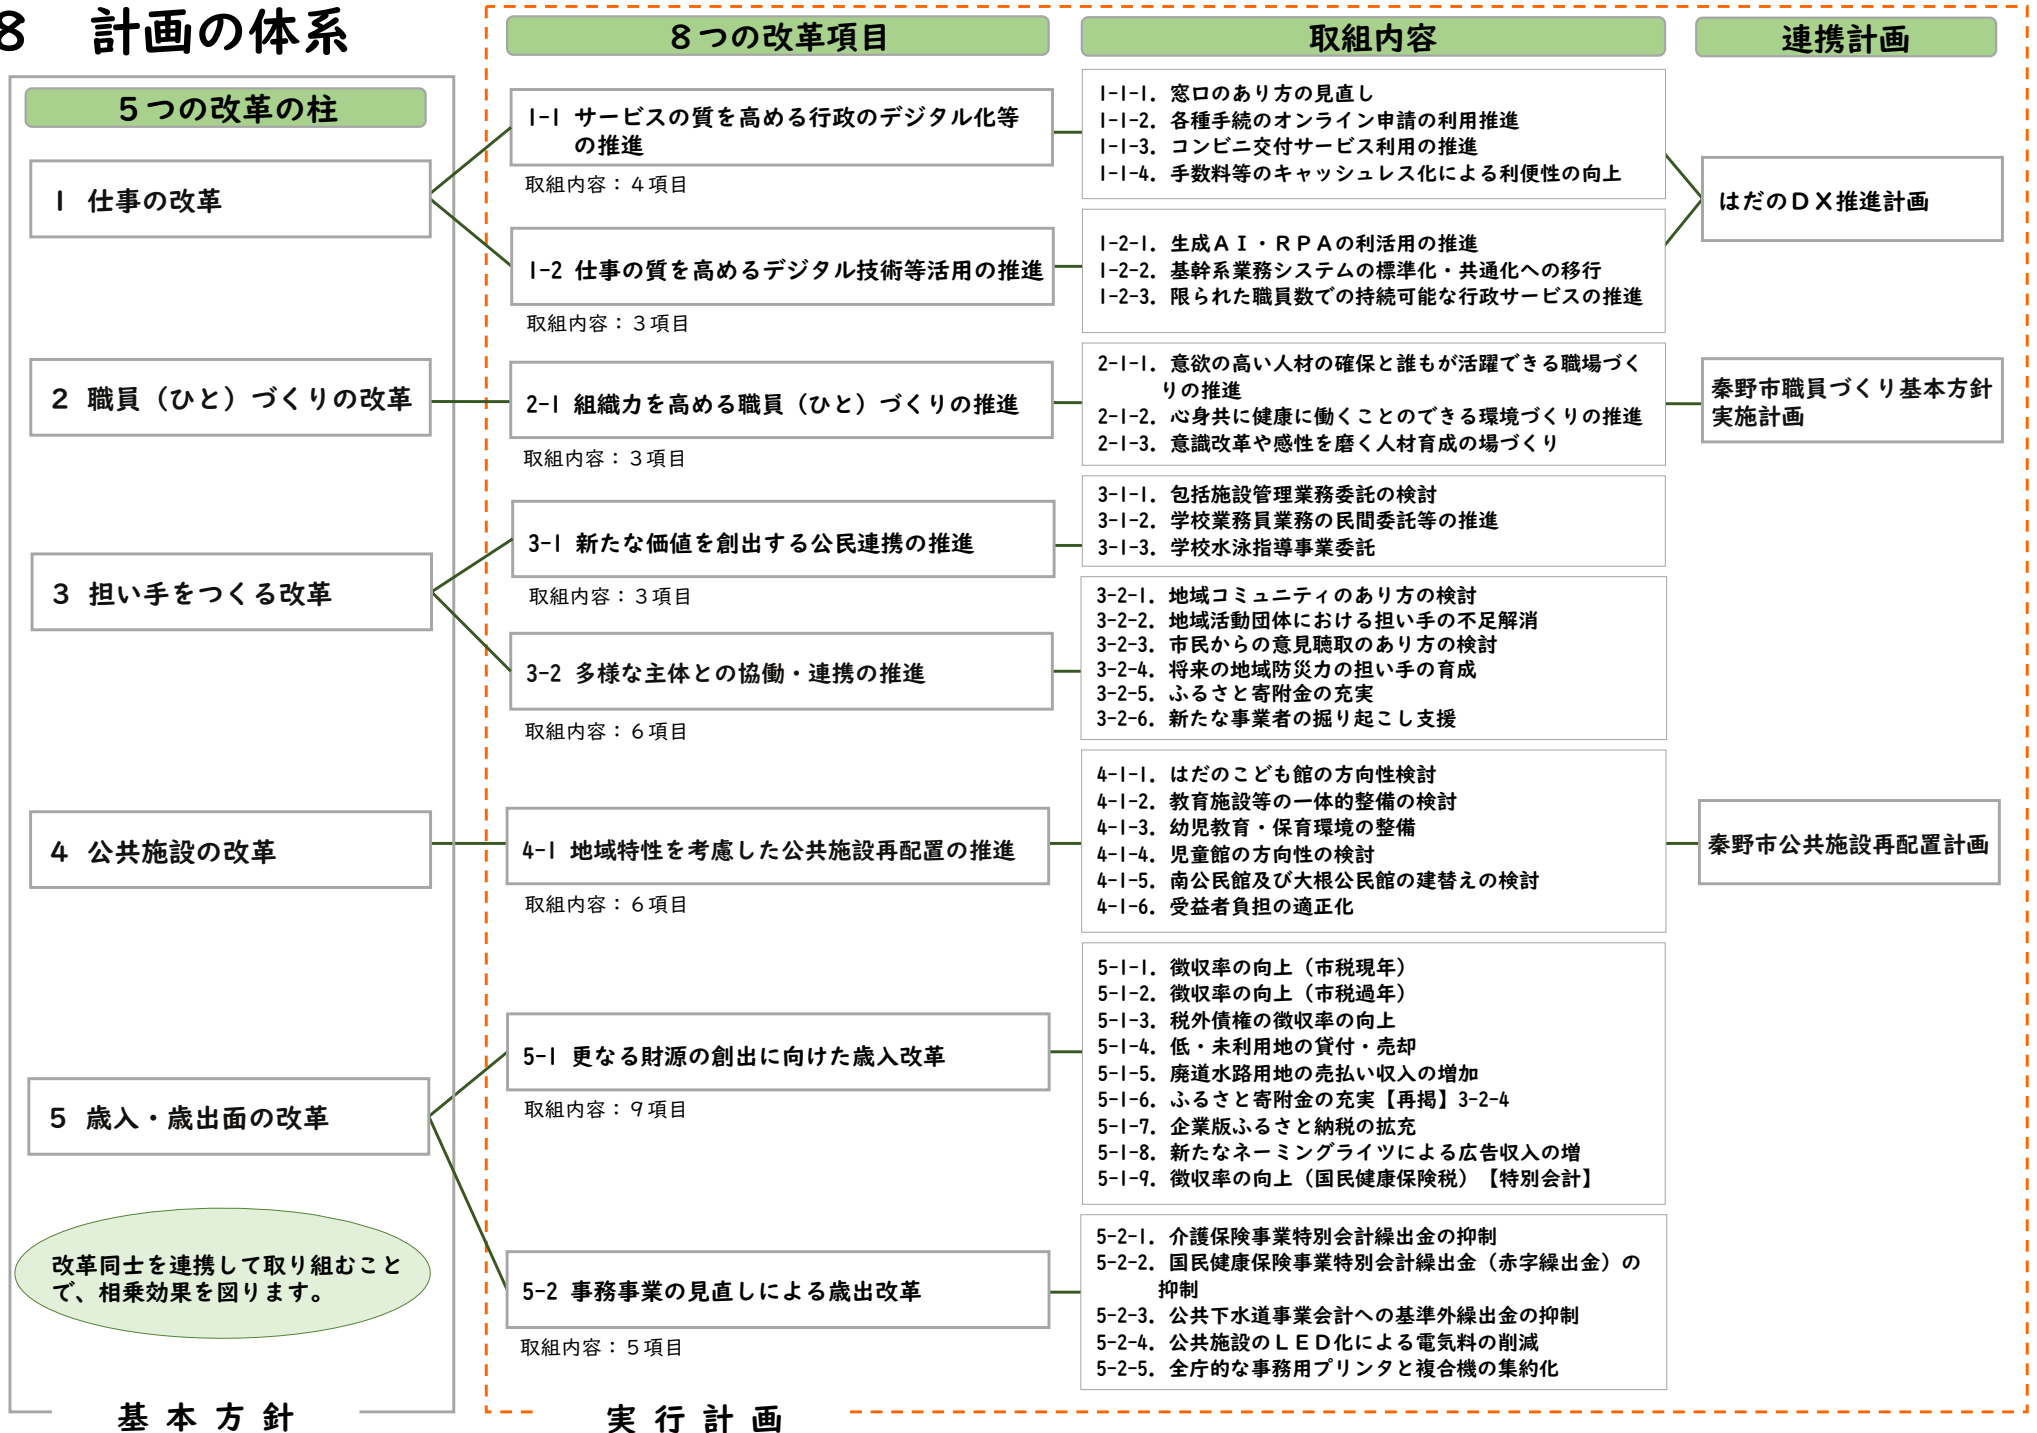 8 計画の体系
8つの改革項目
取組内容
連携計画
5つの改革の柱
1 仕事の改革
1-1 サービスの質を高める行政のデジタル化等
の推進
取組内容：4項目
1-1-1. 窓口のあり方の見直し
1-1-2. 各種手続のオンライン申請の利用推進
1-1-3. コンビニ交付サービス利用の推進
1-1-4. 手数料等のキャッシュレス化による利便性の向上
はだのＤＸ推進計画
1-2 仕事の質を高めるデジタル技術等活用の推進
取組内容：3項目
1-2-1. 生成ＡＩ・ＲＰＡの利活用の推進
1-2-2. 基幹系業務システムの標準化・共通化への移行
1-2-3. 限られた職員数での持続可能な行政サービスの推進
2 職員（ひと）づくりの改革
2-1 組織力を高める職員（ひと）づくりの推進
取組内容：3項目
2-1-1. 意欲の高い人材の確保と誰もが活躍できる職場づく
りの推進
2-1-2. 心身共に健康に働くことのできる環境づくりの推進
2-1-3. 意識改革や感性を磨く人材育成の場づくり
秦野市職員づくり基本方針
実施計画
3 担い手をつくる改革
3-1 新たな価値を創出する公民連携の推進
取組内容：3項目
3-1-1. 包括施設管理業務委託の検討
3-1-2. 学校業務員業務の民間委託等の推進
3-1-3. 学校水泳指導事業委託
3-2 多様な主体との協働・連携の推進
取組内容：6項目
3-2-1. 地域コミュニティのあり方の検討
3-2-2. 地域活動団体における担い手の不足解消
3-2-3. 市民からの意見聴取のあり方の検討
3-2-4. 将来の地域防災力の担い手の育成
3-2-5. ふるさと寄附金の充実
3-2-6. 新たな事業者の掘り起こし支援
4 公共施設の改革
4-1 地域特性を考慮した公共施設再配置の推進
取組内容：6項目
4-1-1. はだのこども館の方向性検討
4-1-2. 教育施設等の一体的整備の検討
4-1-3. 幼児教育・保育環境の整備
4-1-4. 児童館の方向性の検討
4-1-5. 南公民館及び大根公民館の建替えの検討
4-1-6. 受益者負担の適正化
秦野市公共施設再配置計画
5 歳入・歳出面の改革
5-1 更なる財源の創出に向けた歳入改革
取組内容：9項目
5-1-1. 徴収率の向上（市税現年）
5-1-2. 徴収率の向上（市税過年）
5-1-3. 税外債権の徴収率の向上
5-1-4. 低・未利用地の貸付・売却
5-1-5. 廃道水路用地の売払い収入の増加
5-1-6. ふるさと寄附金の充実【再掲】3-2-4
5-1-7. 企業版ふるさと納税の拡充
5-1-8. 新たなネーミングライツによる広告収入の増
5-1-9. 徴収率の向上（国民健康保険税）【特別会計】
5-2 事務事業の見直しによる歳出改革
取組内容：5項目
5-2-1. 介護保険事業特別会計繰出金の抑制
5-2-2. 国民健康保険事業特別会計繰出金（赤字繰出金）の
抑制
5-2-3. 公共下水道事業会計への基準外繰出金の抑制
5-2-4. 公共施設のＬＥＤ化による電気料の削減
5-2-5. 全庁的な事務用プリンタと複合機の集約化
改革同士を連携して取り組むこと
で、相乗効果を図ります。
基本方針
実行計画